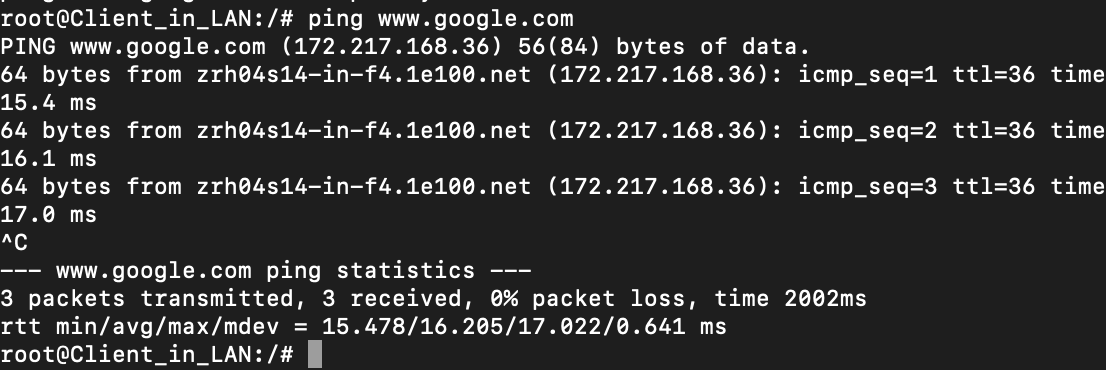 root@Client_in_LAN:/# ping www.google.com
PING www.google.com (172.217.168.36) 56(84) bytes of data.
64 bytes from zrh04s14-in-f4.1e100.net (172.217.168.36): icmp_seq=1 ttl=36 time
15.4 ms
64 bytes from zrh04s14-in-f4.1e100.net (172.217.168.36): icmp_seq=2 ttl=36 time
16.1 ms
64 bytes from zrh04s14-in-f4.1e100.net (172.217.168.36): icmp_seq=3 ttl=36 time
17.0 ms
^C
--- www.google.com ping statistics ---
3 packets transmitted, 3 received, 0% packet loss, time 2002ms
rtt min/avg/max/mdev = 15.478/16.205/17.022/0.641 ms
root@Client_in_LAN:/#